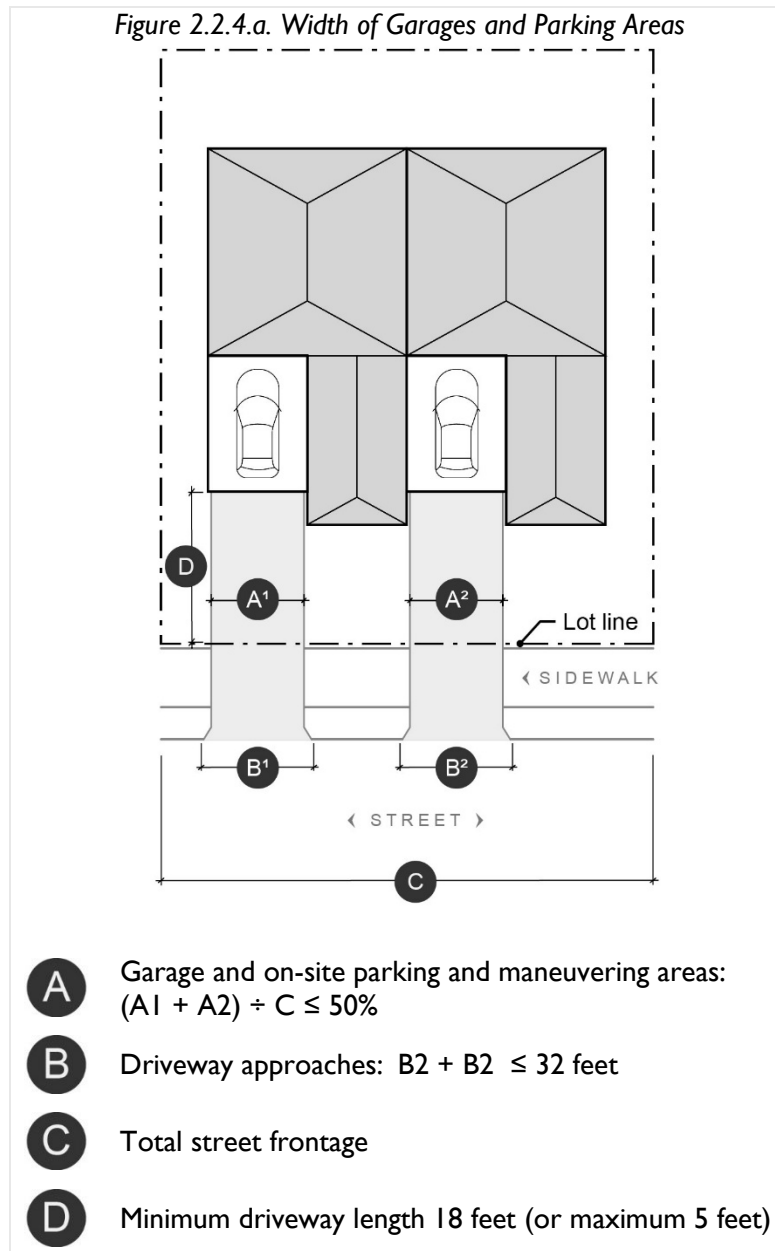 Figure 2.2.4.a. Width of Garages and Parking Areas
D
A¹
A²
Lot line
SIDEWALK
B¹
B²
STREET
C
A
Garage and on-site parking and maneuvering areas:
(A1 + A2) ÷ C ≤ 50%
B
Driveway approaches: B2 + B2 ≤ 32 feet
C
Total street frontage
D
Minimum driveway length 18 feet (or maximum 5 feet)